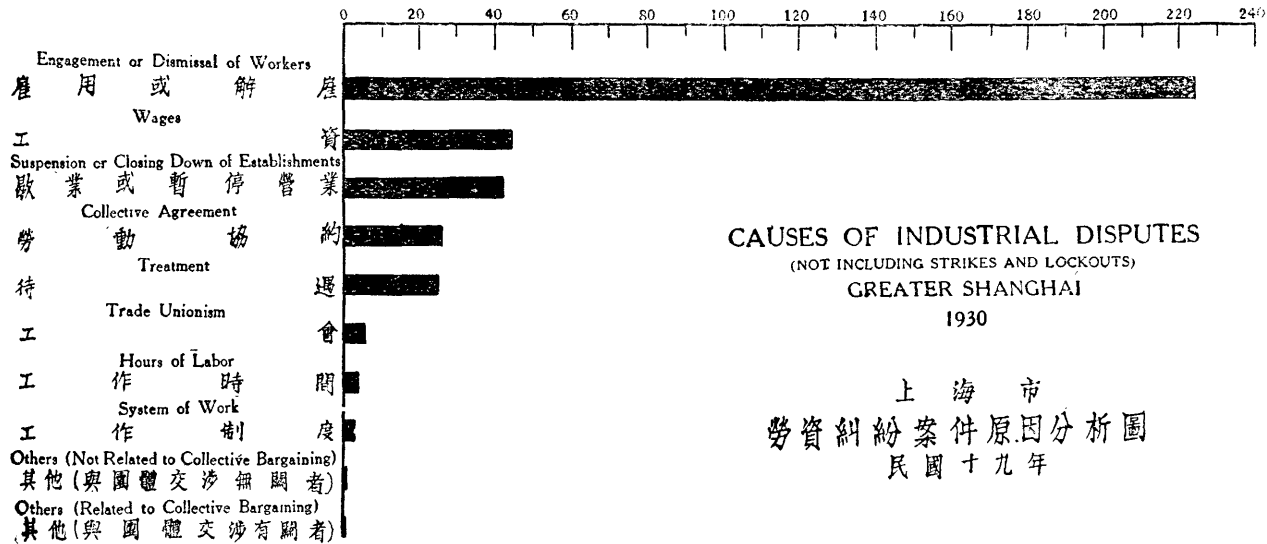 0 20 40 60 80 100 120 140 160 180 200 220 240
Engagement or Dismissal of Workers
雇用或解雇
Wages
工資
Suspension or Closing Down of Establishments
歇業或暫停營業
Collective Agreement
勞動協約
Treatment
待遇
Trade Unionism
工會
Hours of Labor
工作時間
System of Work
工作制度
Others (Not Related to Collective Bargaining)
其他(與團體交涉無關者)
Others (Related to Collective Bargaining)
其他(與團體交涉有關者)
CAUSES OF INDUSTRIAL DISPUTES
(NOT INCLUDING STRIKES AND LOCKOUTS)
GREATER SHANGHAI
1930
上海市
勞資糾紛案件原因分析圖
民國十九年